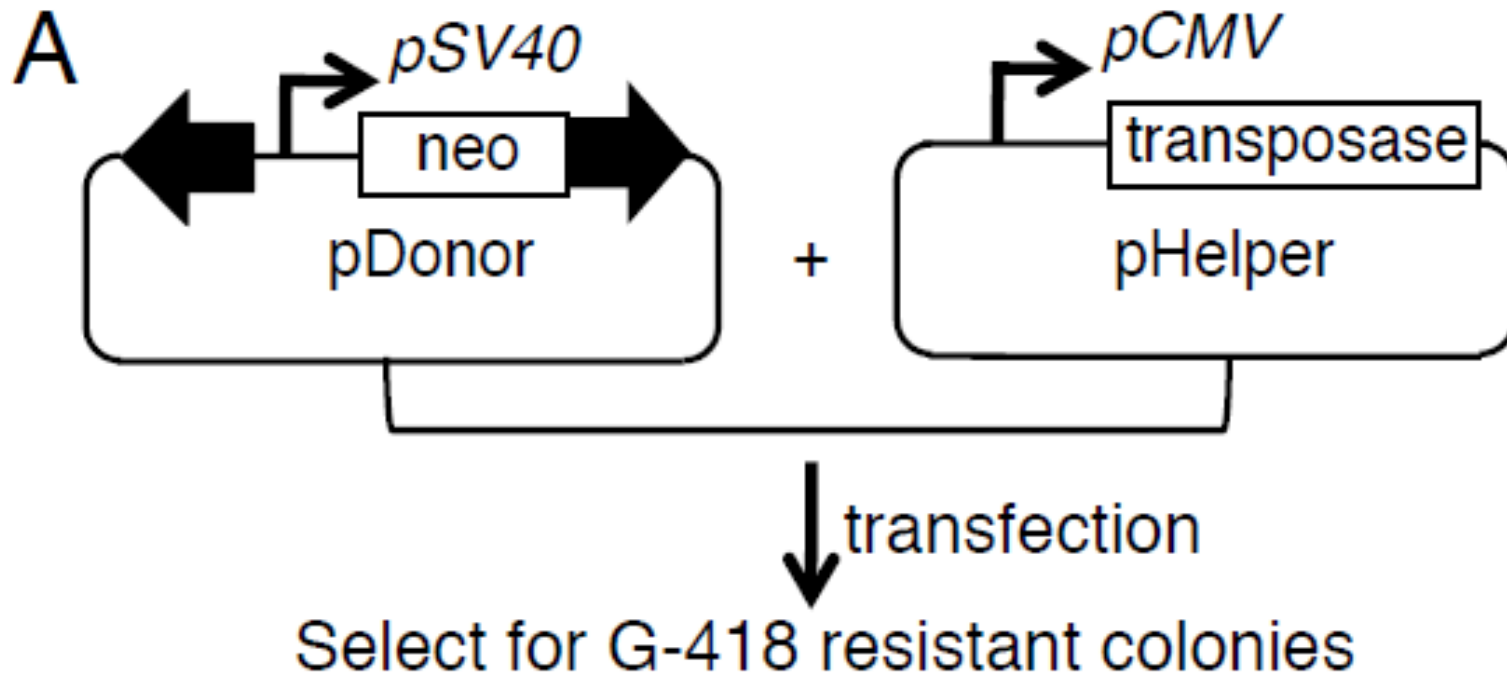 A
pSV40
pCMV
neo
transposase
pDonor
+
pHelper
transfection
Select for G-418 resistant colonies